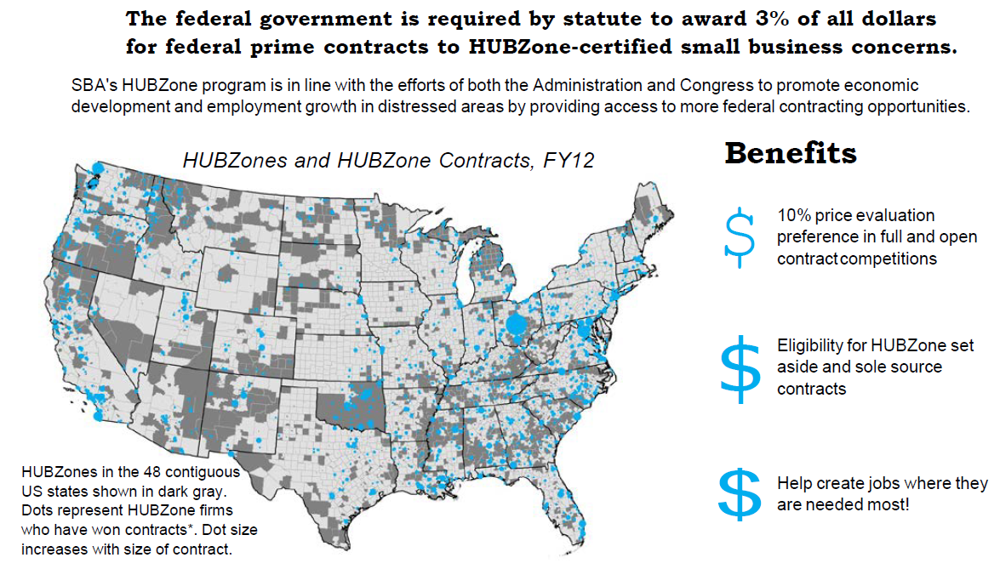 The federal government is required by statute to award 3% of all dollars
for federal prime contracts to HUBZone-certified small business concerns.
SBA's HUBZone program is in line with the efforts of both the Administration and Congress to promote economic
development and employment growth in distressed areas by providing access to more federal contracting opportunities.
HUBZones and HUBZone Contracts, FY12
HUBZones in the 48 contiguous
US states shown in dark gray.
Dots represent HUBZone firms
who have won contracts*. Dot size
increases with size of contract.
Benefits
$
10% price evaluation
preference in full and open
contract competitions
$
Eligibility for HUBZone set
aside and sole source
contracts
$
Help create jobs where they
are needed most!